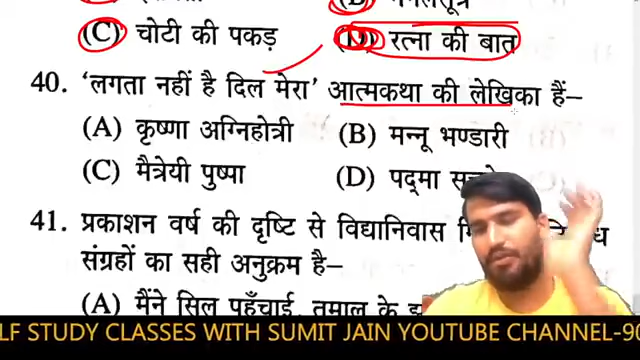 (C) चोटी की पकड़ (D) रत्ना की बात
40. ‘लगता नहीं है दिल मेरा’ आत्मकथा की लेखिका हैं–
(A) कृष्णा अग्निहोत्री (B) मन्नू भण्डारी
(C) मैत्रेयी पुष्पा (D) पद्‌मा
41. प्रकाशन वर्ष की दृष्टि से विद्यानिवास
संग्रहों का सही अनुक्रम है–
(A) मैंने सिल पहुँचाई, तमाल के
LF STUDY CLASSES WITH SUMIT JAIN YOUTUBE CHANNEL-90